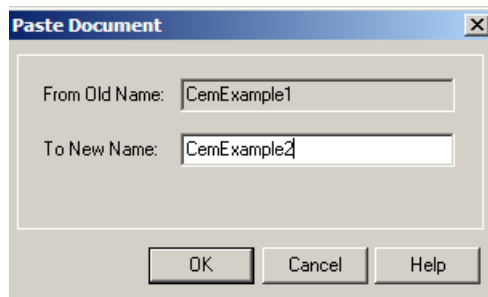 Paste Document
From Old Name: CemExample1
To New Name: CemExample2
OK Cancel Help